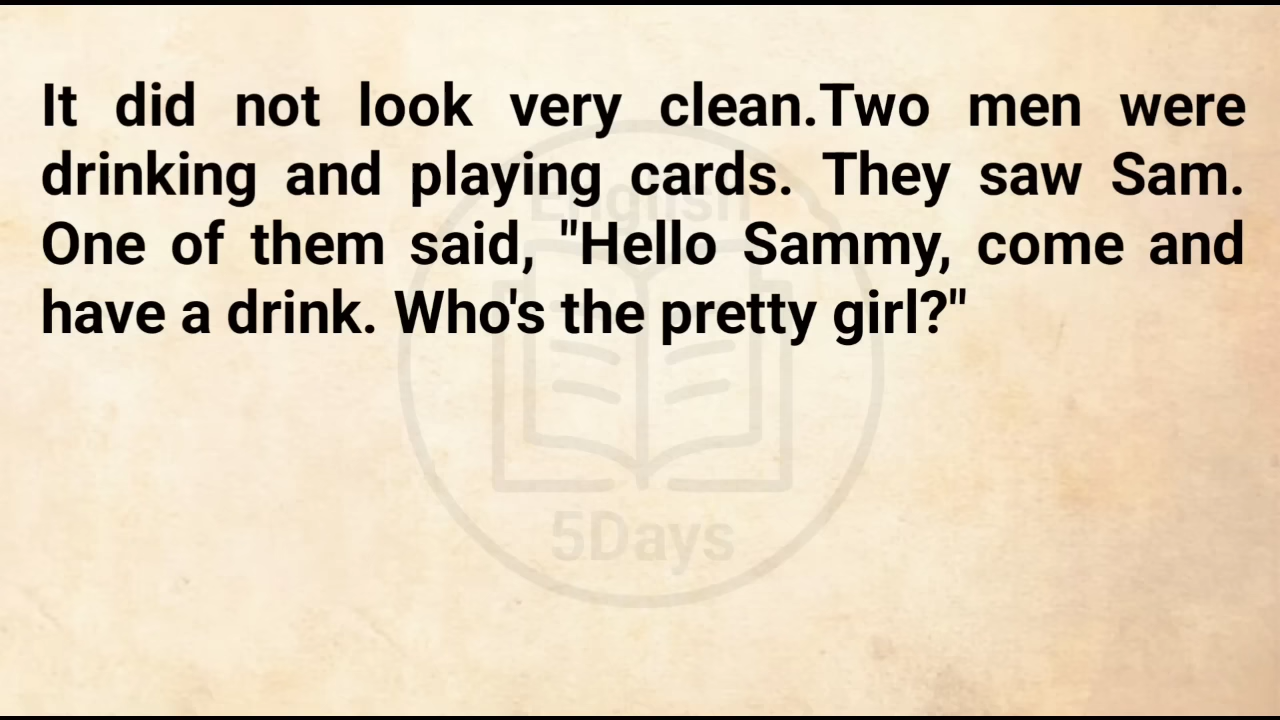 It did not look very clean.Two men were
drinking and playing cards. They saw Sam.
One of them said, "Hello Sammy, come and
have a drink. Who's the pretty girl?"
English
5Days